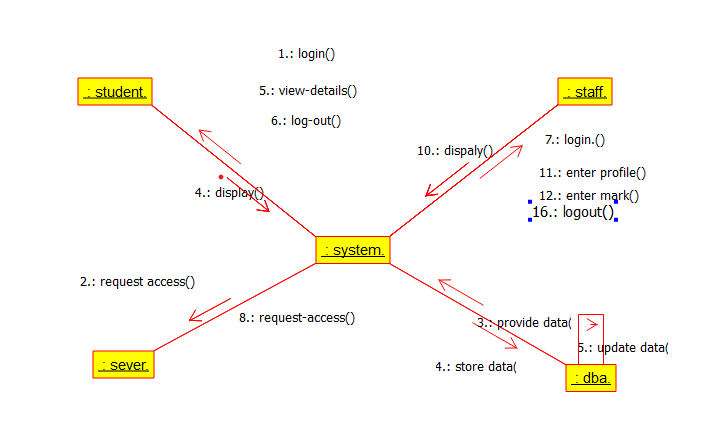 1.: login()
: student.
: staff.
5.: view-details()
6.: log-out()
7.: login.()
10.: dispaly()
11.: enter profile()
4.: display()
12.: enter mark()
16.: logout()
: system.
2.: request access()
8.: request-access()
3.: provide data(
5.: update data(
: sever.
4.: store data(
: dba.